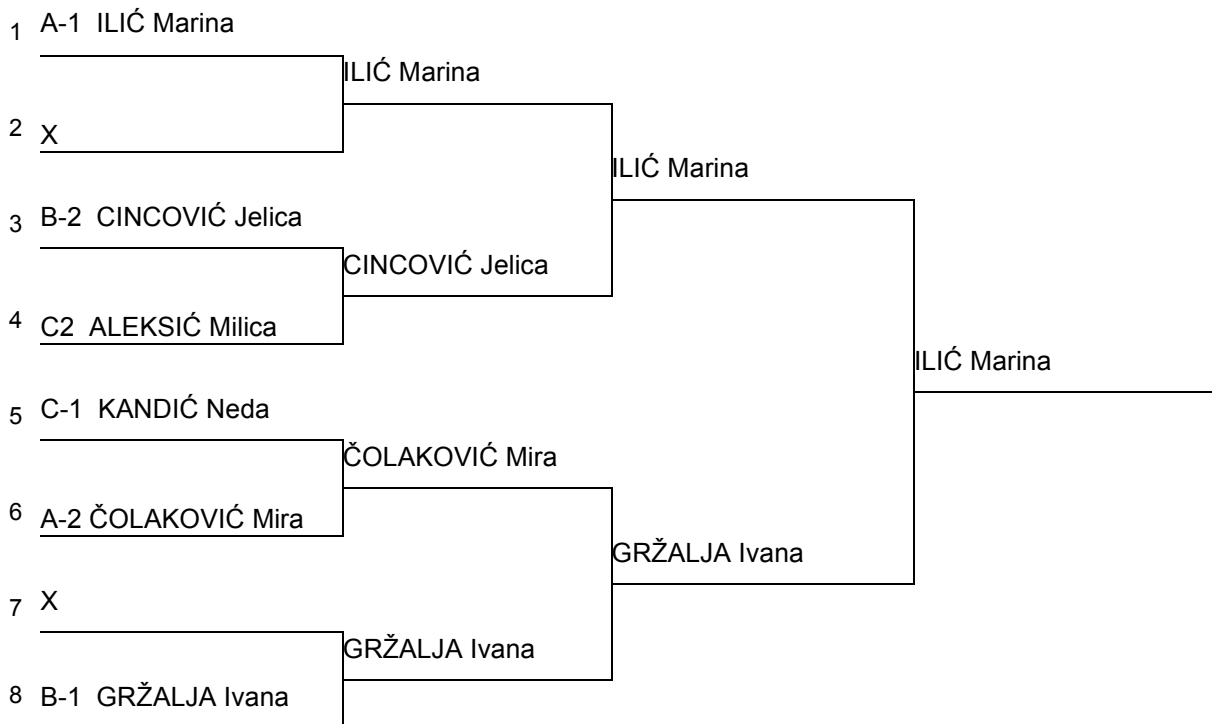 1 A-1 ILIĆ Marina
ILIĆ Marina
2 X
ILIĆ Marina
3 B-2 CINCOVIĆ Jelica
CINCOVIĆ Jelica
4 C2 ALEKSIĆ Milica
ILIĆ Marina
5 C-1 KANDIĆ Neda
ČOLAKOVIĆ Mira
6 A-2 ČOLAKOVIĆ Mira
GRŽALJA Ivana
7 X
GRŽALJA Ivana
8 B-1 GRŽALJA Ivana